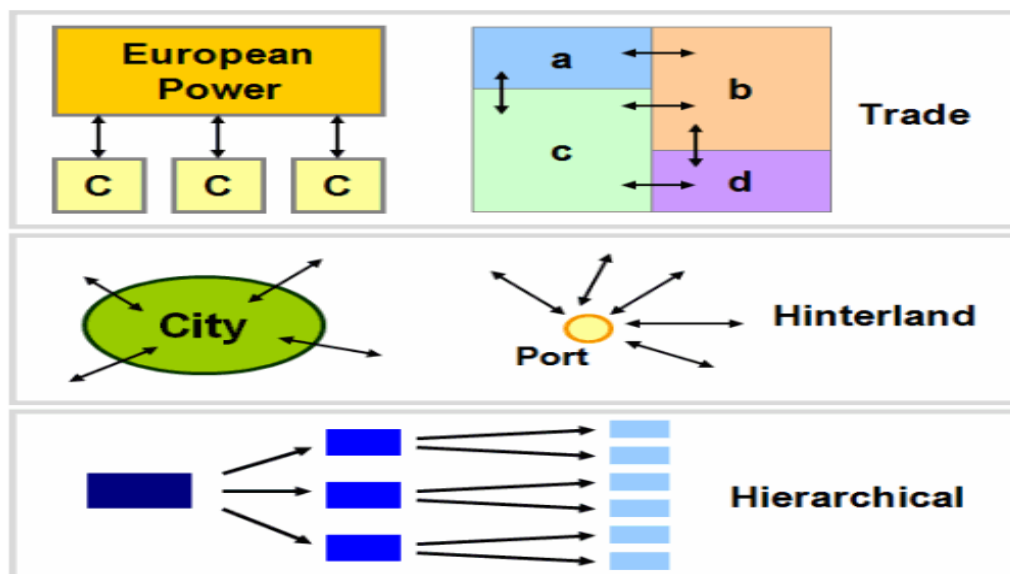 European
Power
C
C
C
a
b
c
d
Trade
City
Port
Hinterland
Hierarchical